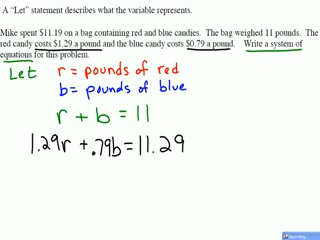 A “Let” statement describes what the variable represents.
Mike spent $11.19 on a bag containing red and blue candies. The bag weighed 11 pounds. The
red candy costs $1.29 a pound and the blue candy costs $0.79 a pound. Write a system of
equations for this problem.
Let r = pounds of red
b = pounds of blue
r + b = 11
1.29r + .79b = 11.29